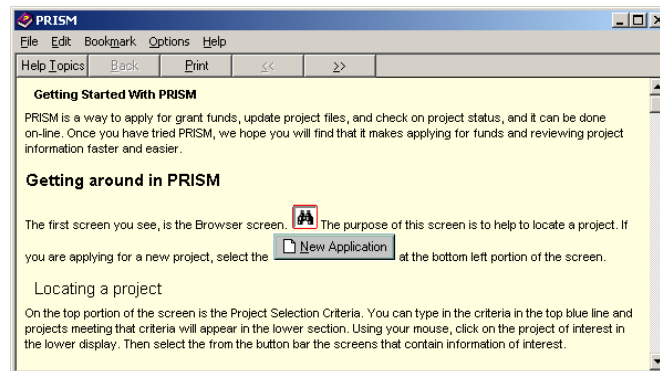 PRISM
File Edit Bookmark Options Help
Help Topics Back Print << >>
Getting Started With PRISM
PRISM is a way to apply for grant funds, update project files, and check on project status, and it can be done
on-line. Once you have tried PRISM, we hope you will find that it makes applying for funds and reviewing project
information faster and easier.
Getting around in PRISM
The first screen you see, is the Browser screen. The purpose of this screen is to help to locate a project. If
you are applying for a new project, select the New Application at the bottom left portion of the screen.
Locating a project
On the top portion of the screen is the Project Selection Criteria. You can type in the criteria in the top blue line and
projects meeting that criteria will appear in the lower section. Using your mouse, click on the project of interest in
the lower display. Then select the from the button bar the screens that contain information of interest.